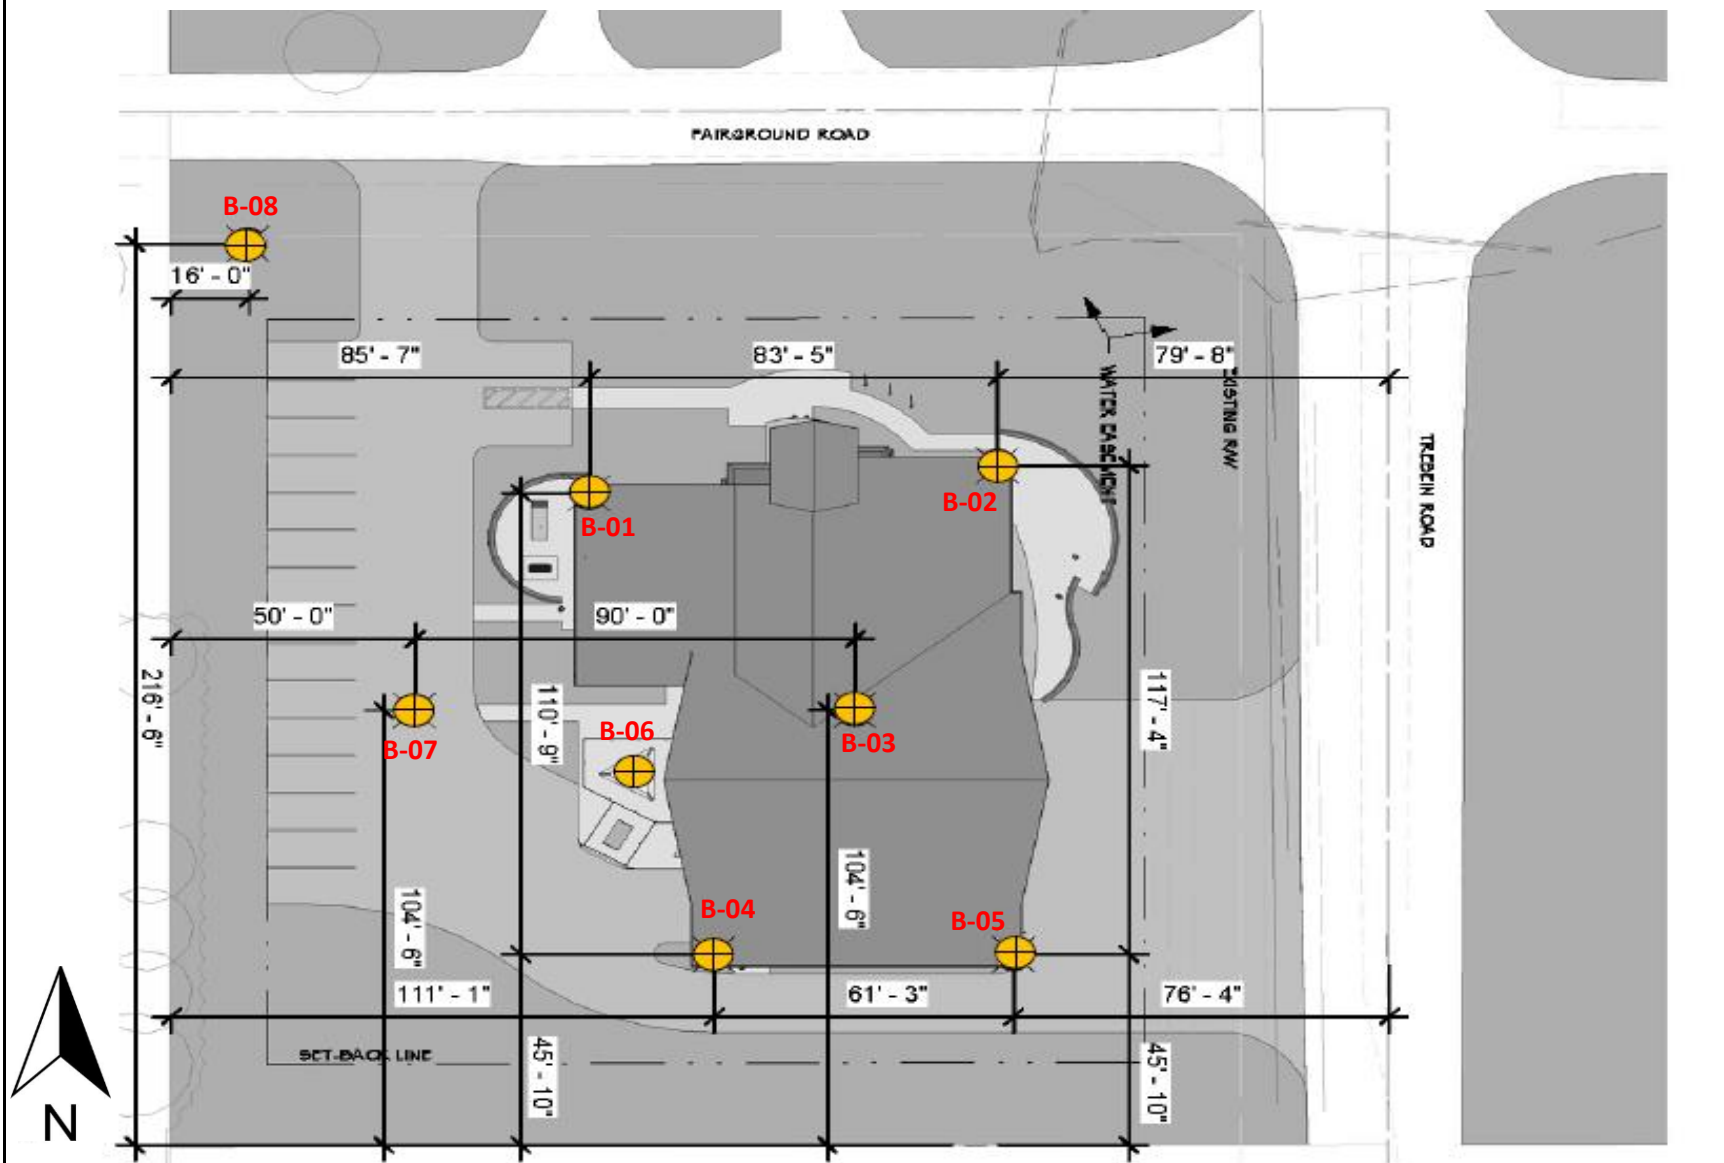 FAIRGROUND ROAD
B-08
16' - 0"
85' - 7"
83' - 5"
79' - 8"
WATER EASEMENT
EXISTING R/W
TREBEIN ROAD
B-02
B-01
50' - 0"
90' - 0"
216' - 6"
110' - 9"
117' - 4"
B-06
B-07
B-03
104' - 6"
104' - 6"
B-04
B-05
111' - 1"
61' - 3"
76' - 4"
SET-BACK LINE
45' - 10"
45' - 10"
N